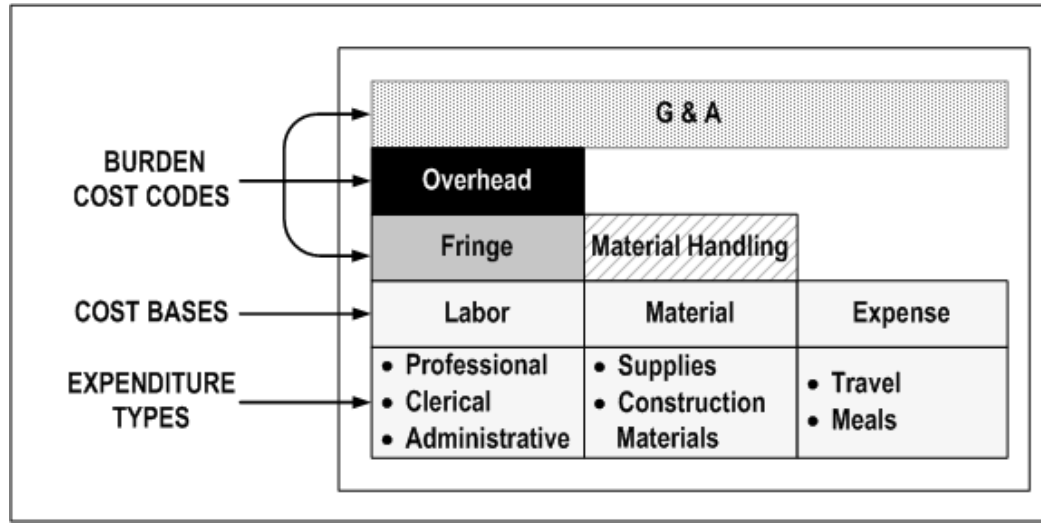 G & A
BURDEN
COST CODES
Overhead
Fringe
Material Handling
COST BASES
Labor
Material
Expense
EXPENDITURE
TYPES
• Professional
• Clerical
• Administrative
• Supplies
• Construction
Materials
• Travel
• Meals